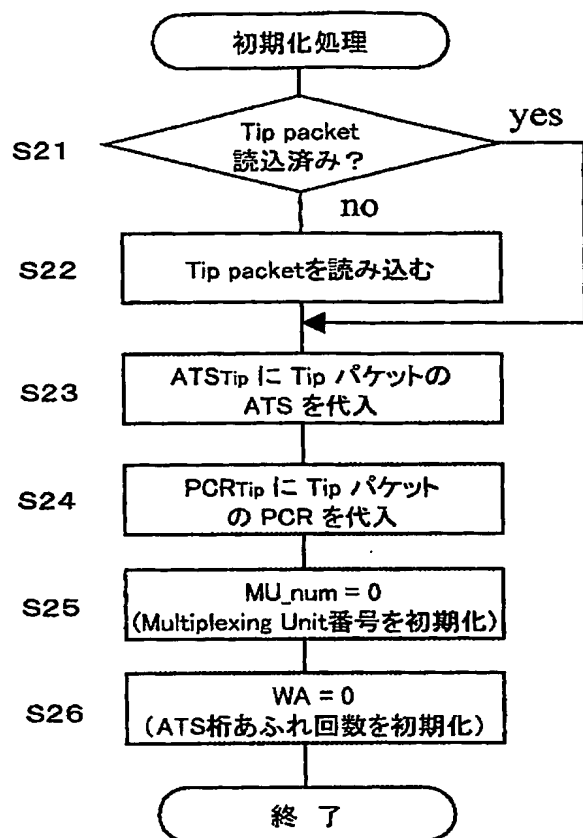 初期化処理
S21
Tip packet
読込済み？
yes
no
S22
Tip packetを読み込む
S23
ATSTip に Tip パケットの
ATS を代入
S24
PCRTip に Tip パケット
の PCR を代入
S25
MU_num = 0
(Multiplexing Unit番号を初期化)
S26
WA = 0
(ATS桁あふれ回数を初期化)
終 了